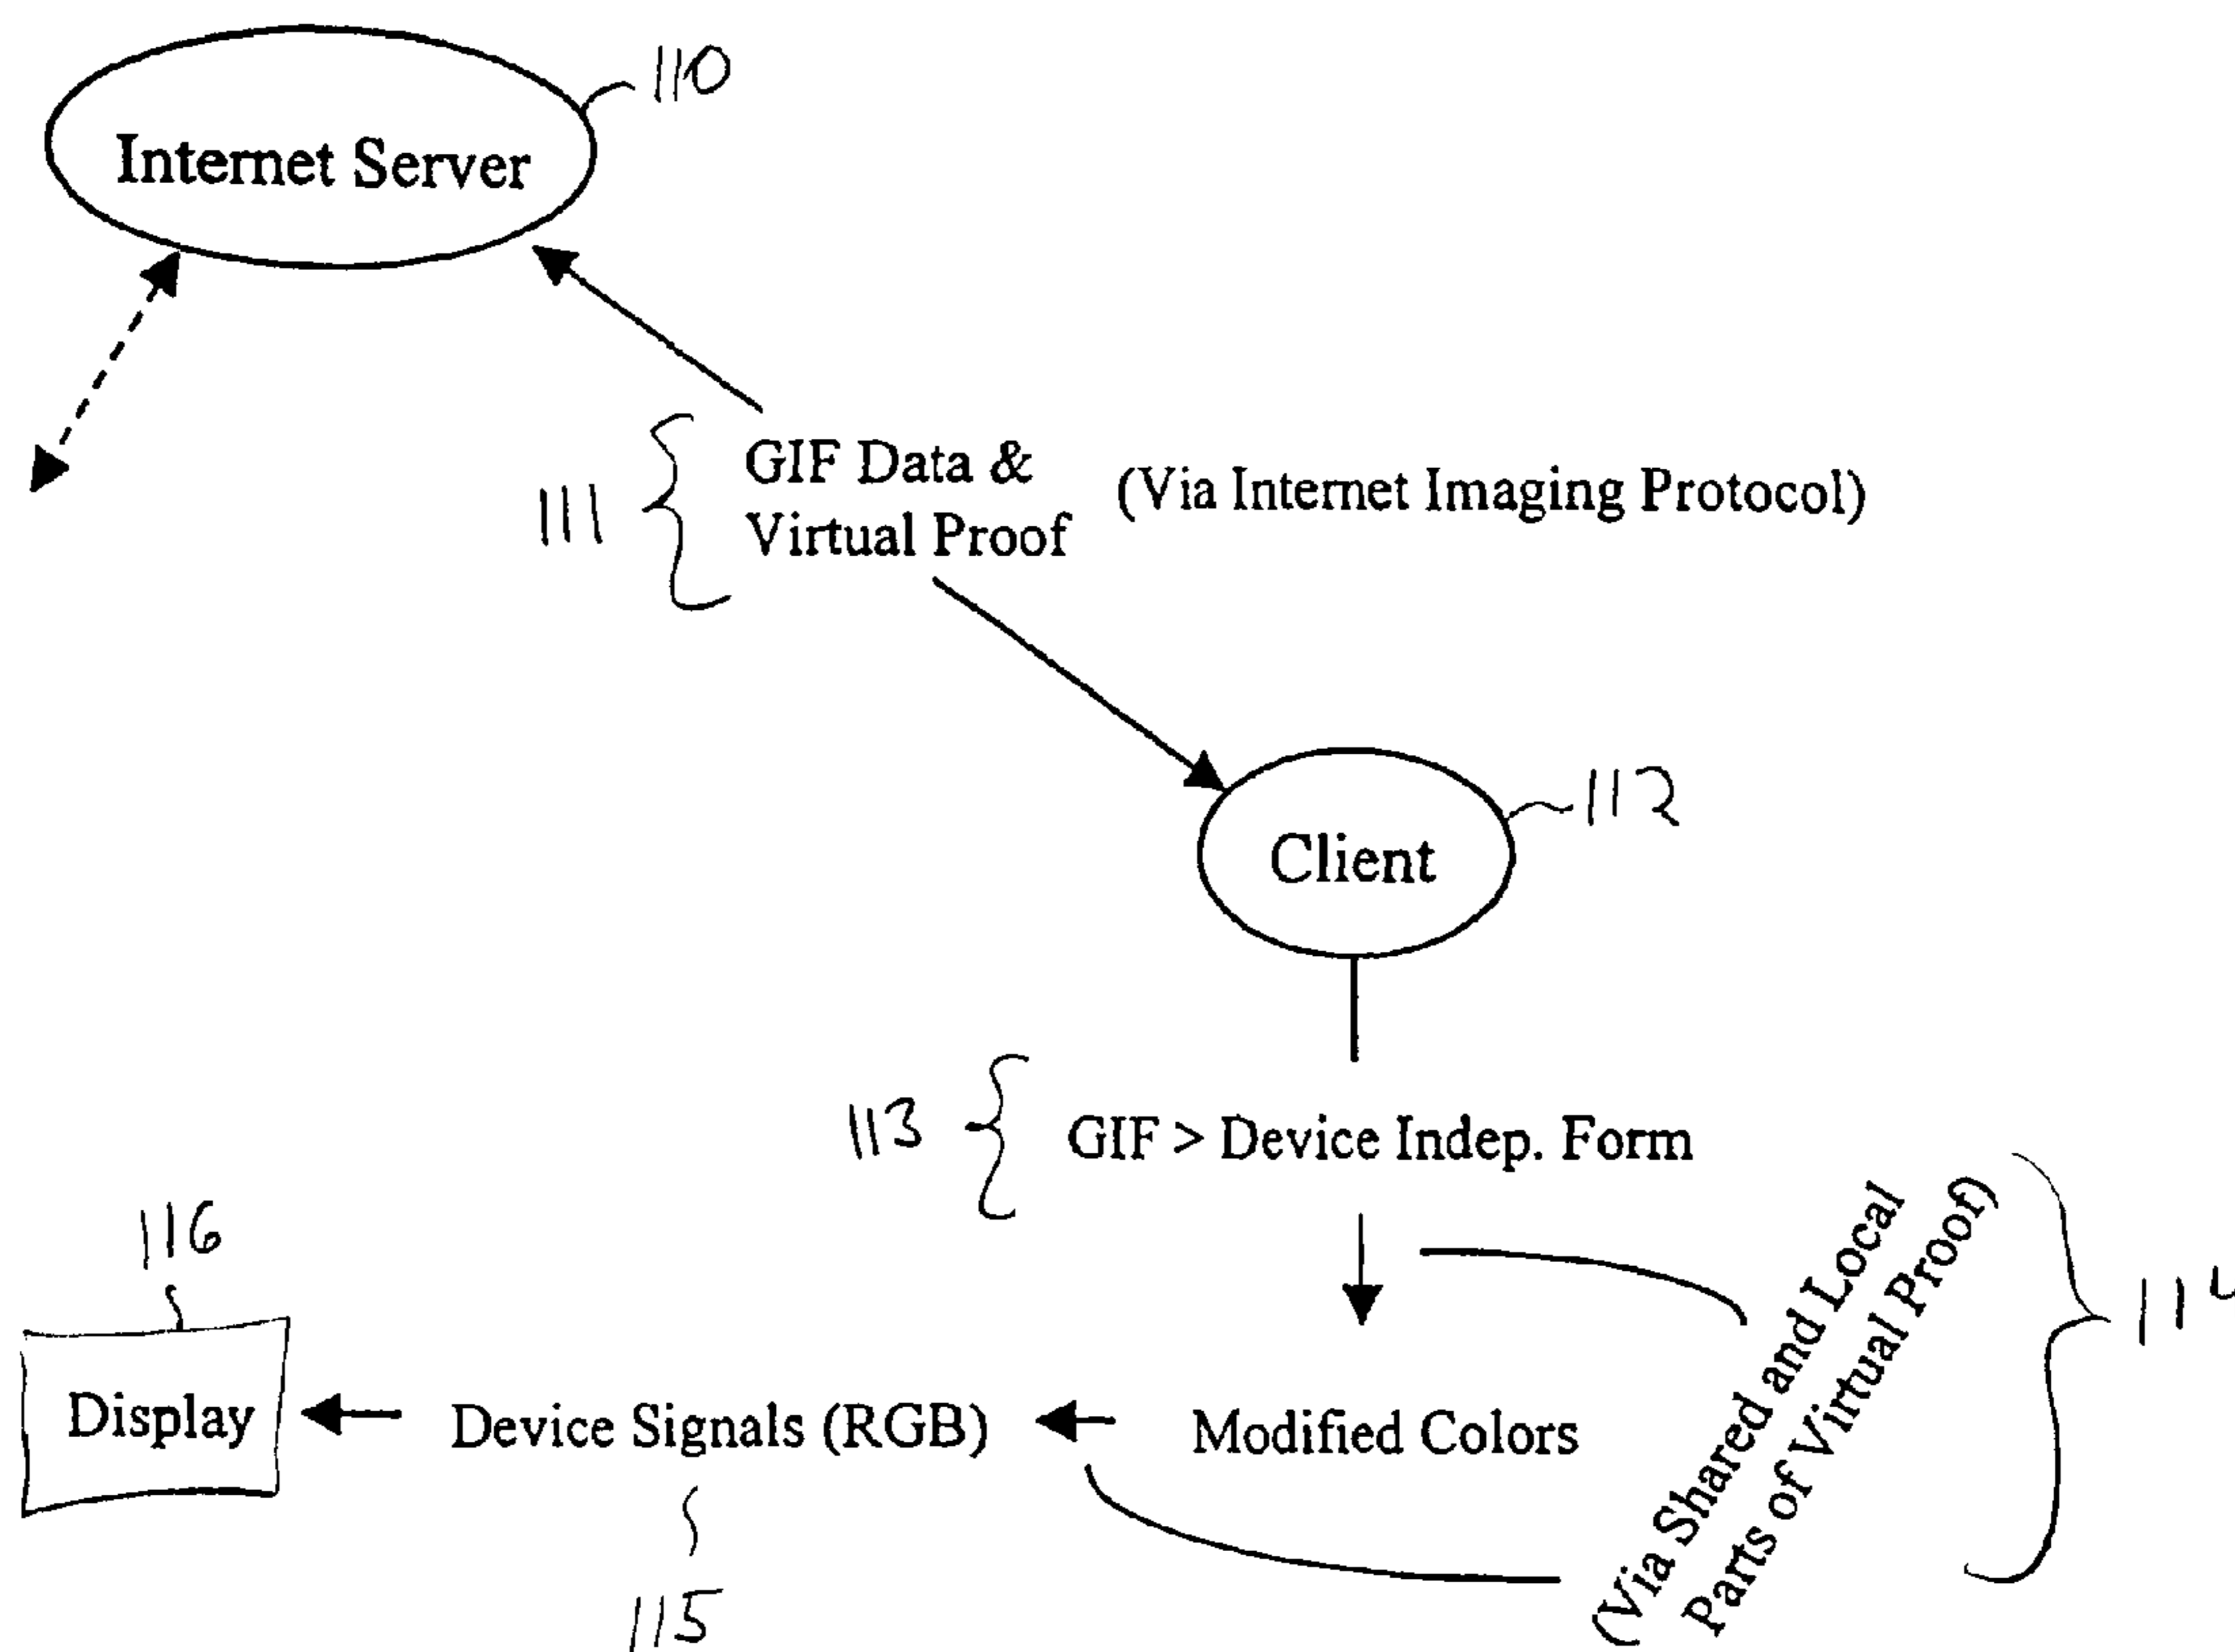 110
Internet Server
GIF Data &
Virtual Proof
(Via Internet Imaging Protocol)
111
112
Client
113
GIF > Device Indep. Form
116
114
(Via Shared and Local
Parts of Virtual Proof)
Display
Device Signals (RGB)
Modified Colors
115